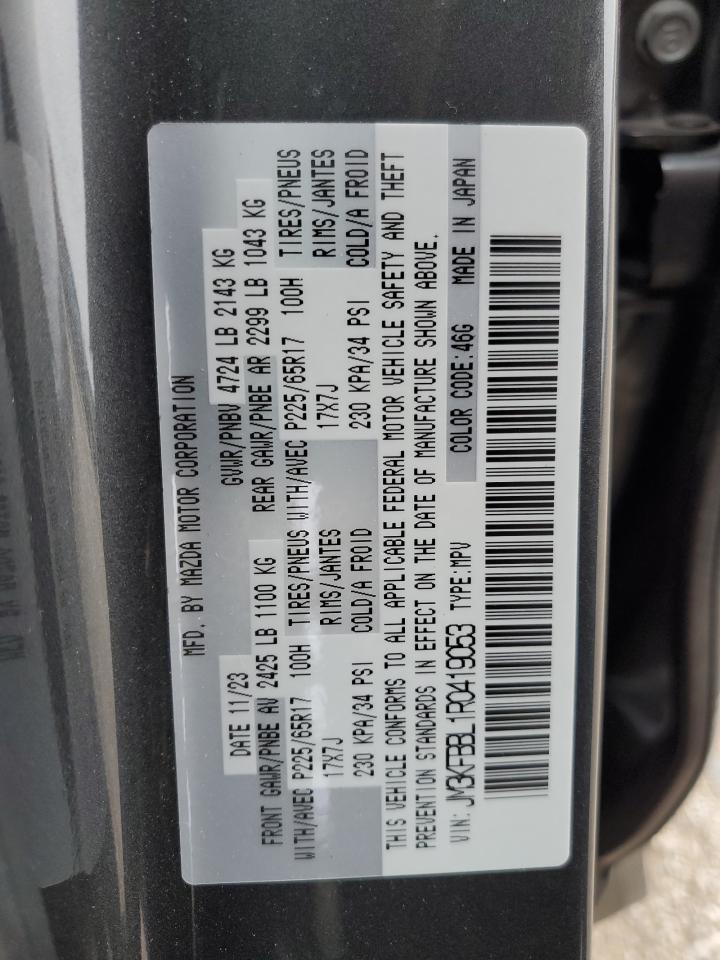 MFD. BY MAZDA MOTOR CORPORATION
DATE 11/23 GVWR/PNBV 4724 LB 2143 KG
FRONT GAWR/PNBE AV 2425 LB 1100 KG REAR GAWR/PNBE AR 2299 LB 1043 KG
WITH/AVEC P225/65R17 100H TIRES/PNEUS WITH/AVEC P225/65R17 100H TIRES/PNEUS
17X7J RIMS/JANTES 17X7J RIMS/JANTES
230 KPA/34 PSI COLD/A FROID 230 KPA/34 PSI COLD/A FROID
THIS VEHICLE CONFORMS TO ALL APPLICABLE FEDERAL MOTOR VEHICLE SAFETY AND THEFT
PREVENTION STANDARDS IN EFFECT ON THE DATE OF MANUFACTURE SHOWN ABOVE.
VIN: JM3KFBBL1R0419053 TYPE:MPV COLOR CODE:46G MADE IN JAPAN